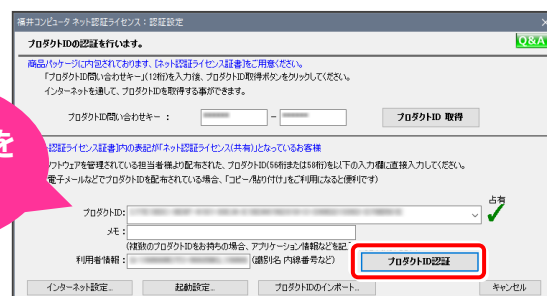 福井コンピュータ ネット認証ライセンス：認証設定
プロダクトIDの認証を行います。
Q&A
商品パッケージに内包されております、[ネット認証ライセンス証書]をご用意ください。
「プロダクトID問い合わせキー」(12桁)を入力後、プロダクトID取得ボタンをクリックしてください。
インターネットを通して、プロダクトIDを取得する事ができます。
プロダクトID問い合わせキー：
-
プロダクトID 取得
を
認証ライセンス証書]内の表記が「ネット認証ライセンス(共有)」となっているお客様
フトウェアを管理されている担当者様より配布された、プロダクトID(56桁または58桁)を以下の入力欄に直接入力してください。
電子メールなどでプロダクトIDを配布されている場合、「コピー/貼り付け」をご利用になると便利です)
占有
プロダクトID:
メモ：
(複数のプロダクトIDをお持ちの場合、アプリケーション情報などを記
利用者情報：
(識別名 内線番号など)
プロダクトID認証
インターネット設定...
起動設定...
プロダクトIDのインポート...
キャンセル